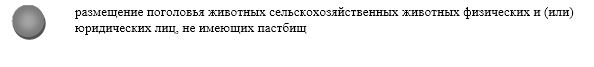 размещение поголовья животных сельскохозяйственных животных физических и (или)
юридических лиц, не имеющих пастбищ